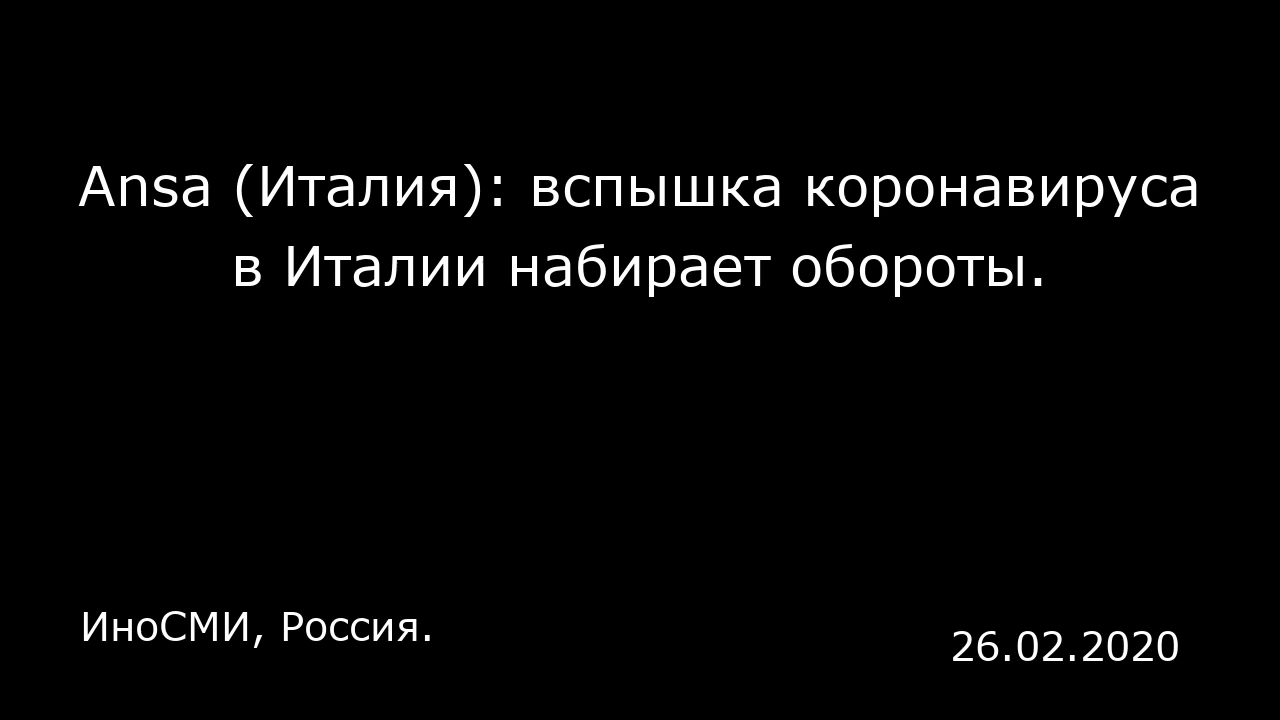 Ansa (Италия): вспышка коронавируса
в Италии набирает обороты.
ИноСМИ, Россия.
26.02.2020